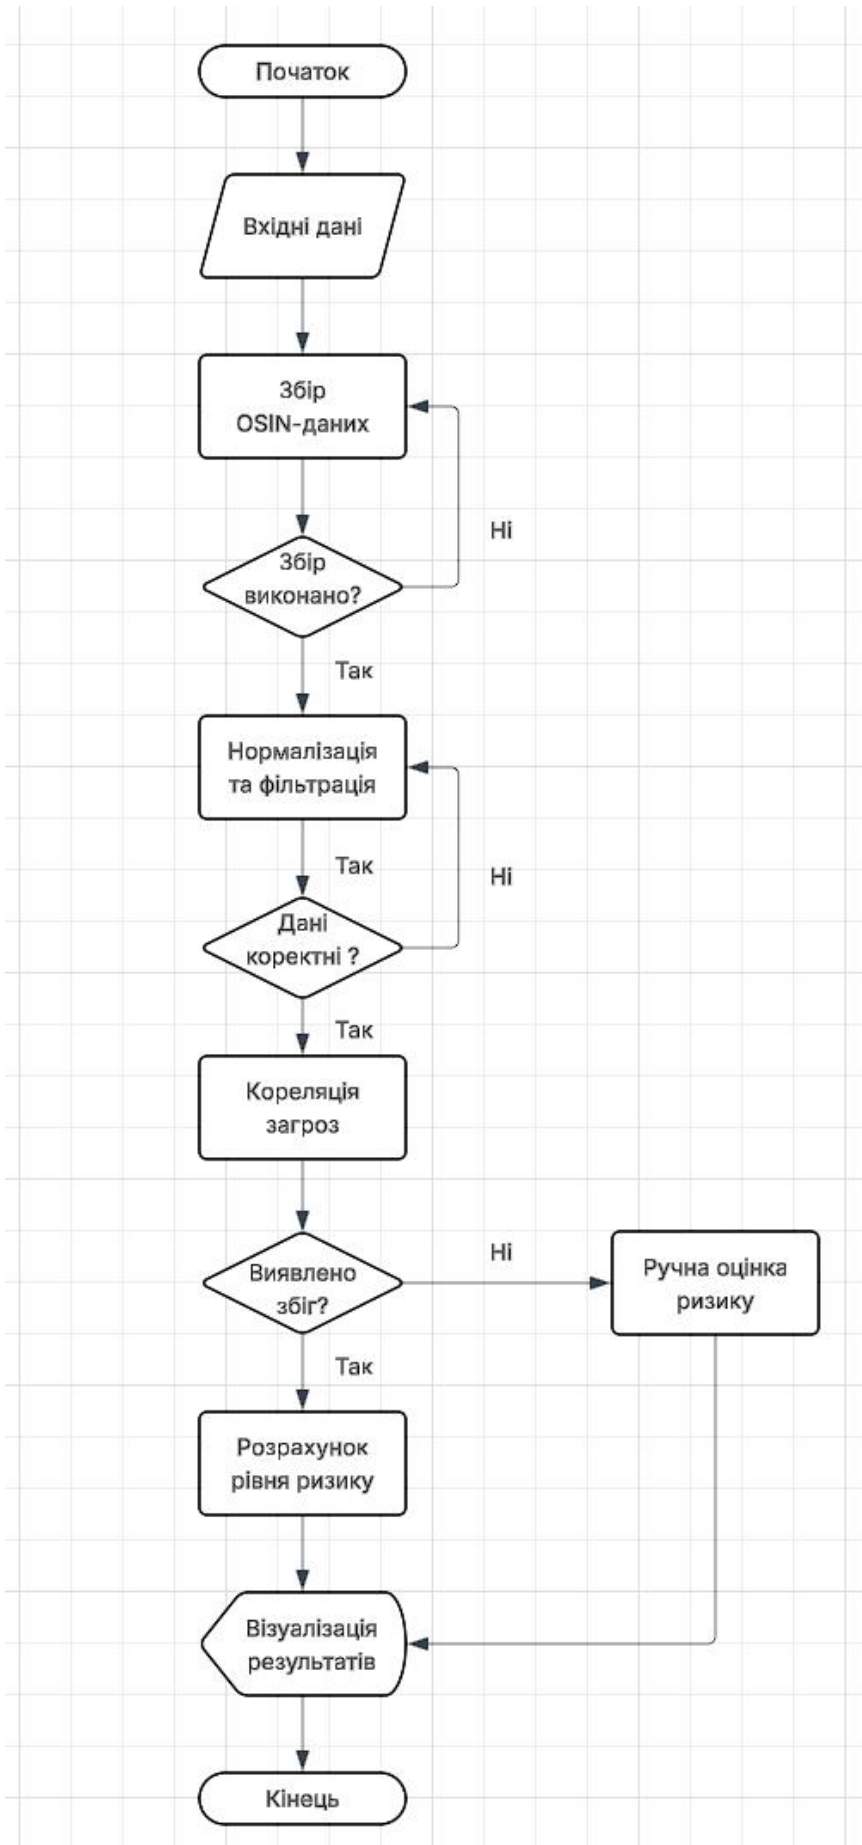 Початок
Вхідні дані
Збір
OSIN-даних
Ні
Збір
виконано?
Так
Нормалізація
та фільтрація
Так
Ні
Дані
коректні ?
Так
Кореляція
загроз
Виявлено
збіг?
Ні
Ручна оцінка
ризику
Так
Розрахунок
рівня ризику
Візуалізація
результатів
Кінець